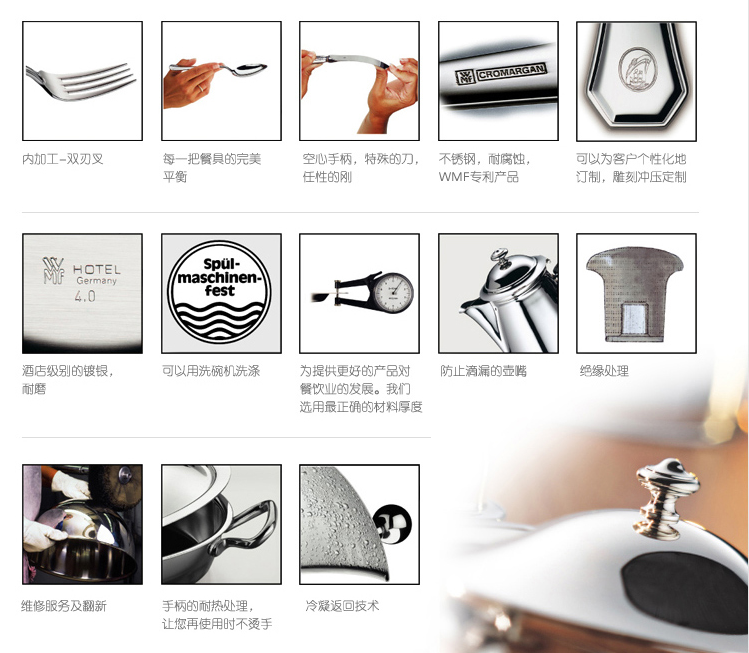 WMF CROMARGAN
内加工-双刃叉
每一把餐具的完美
平衡
空心手柄，特殊的刀，
任性的刚
不锈钢，耐腐蚀，
WMF专利产品
可以为客户个性化地
订制，雕刻冲压定制
WMF HOTEL
Germany
4.0
Spül-
maschinen-
fest
酒店级别的镀银，
耐磨
可以用洗碗机洗涤
为提供更好的产品对
餐饮业的发展。我们
选用最正确的材料厚度
防止滴漏的壶嘴
绝缘处理
维修服务及翻新
手柄的耐热处理，
让您再使用时不烫手
冷凝返回技术